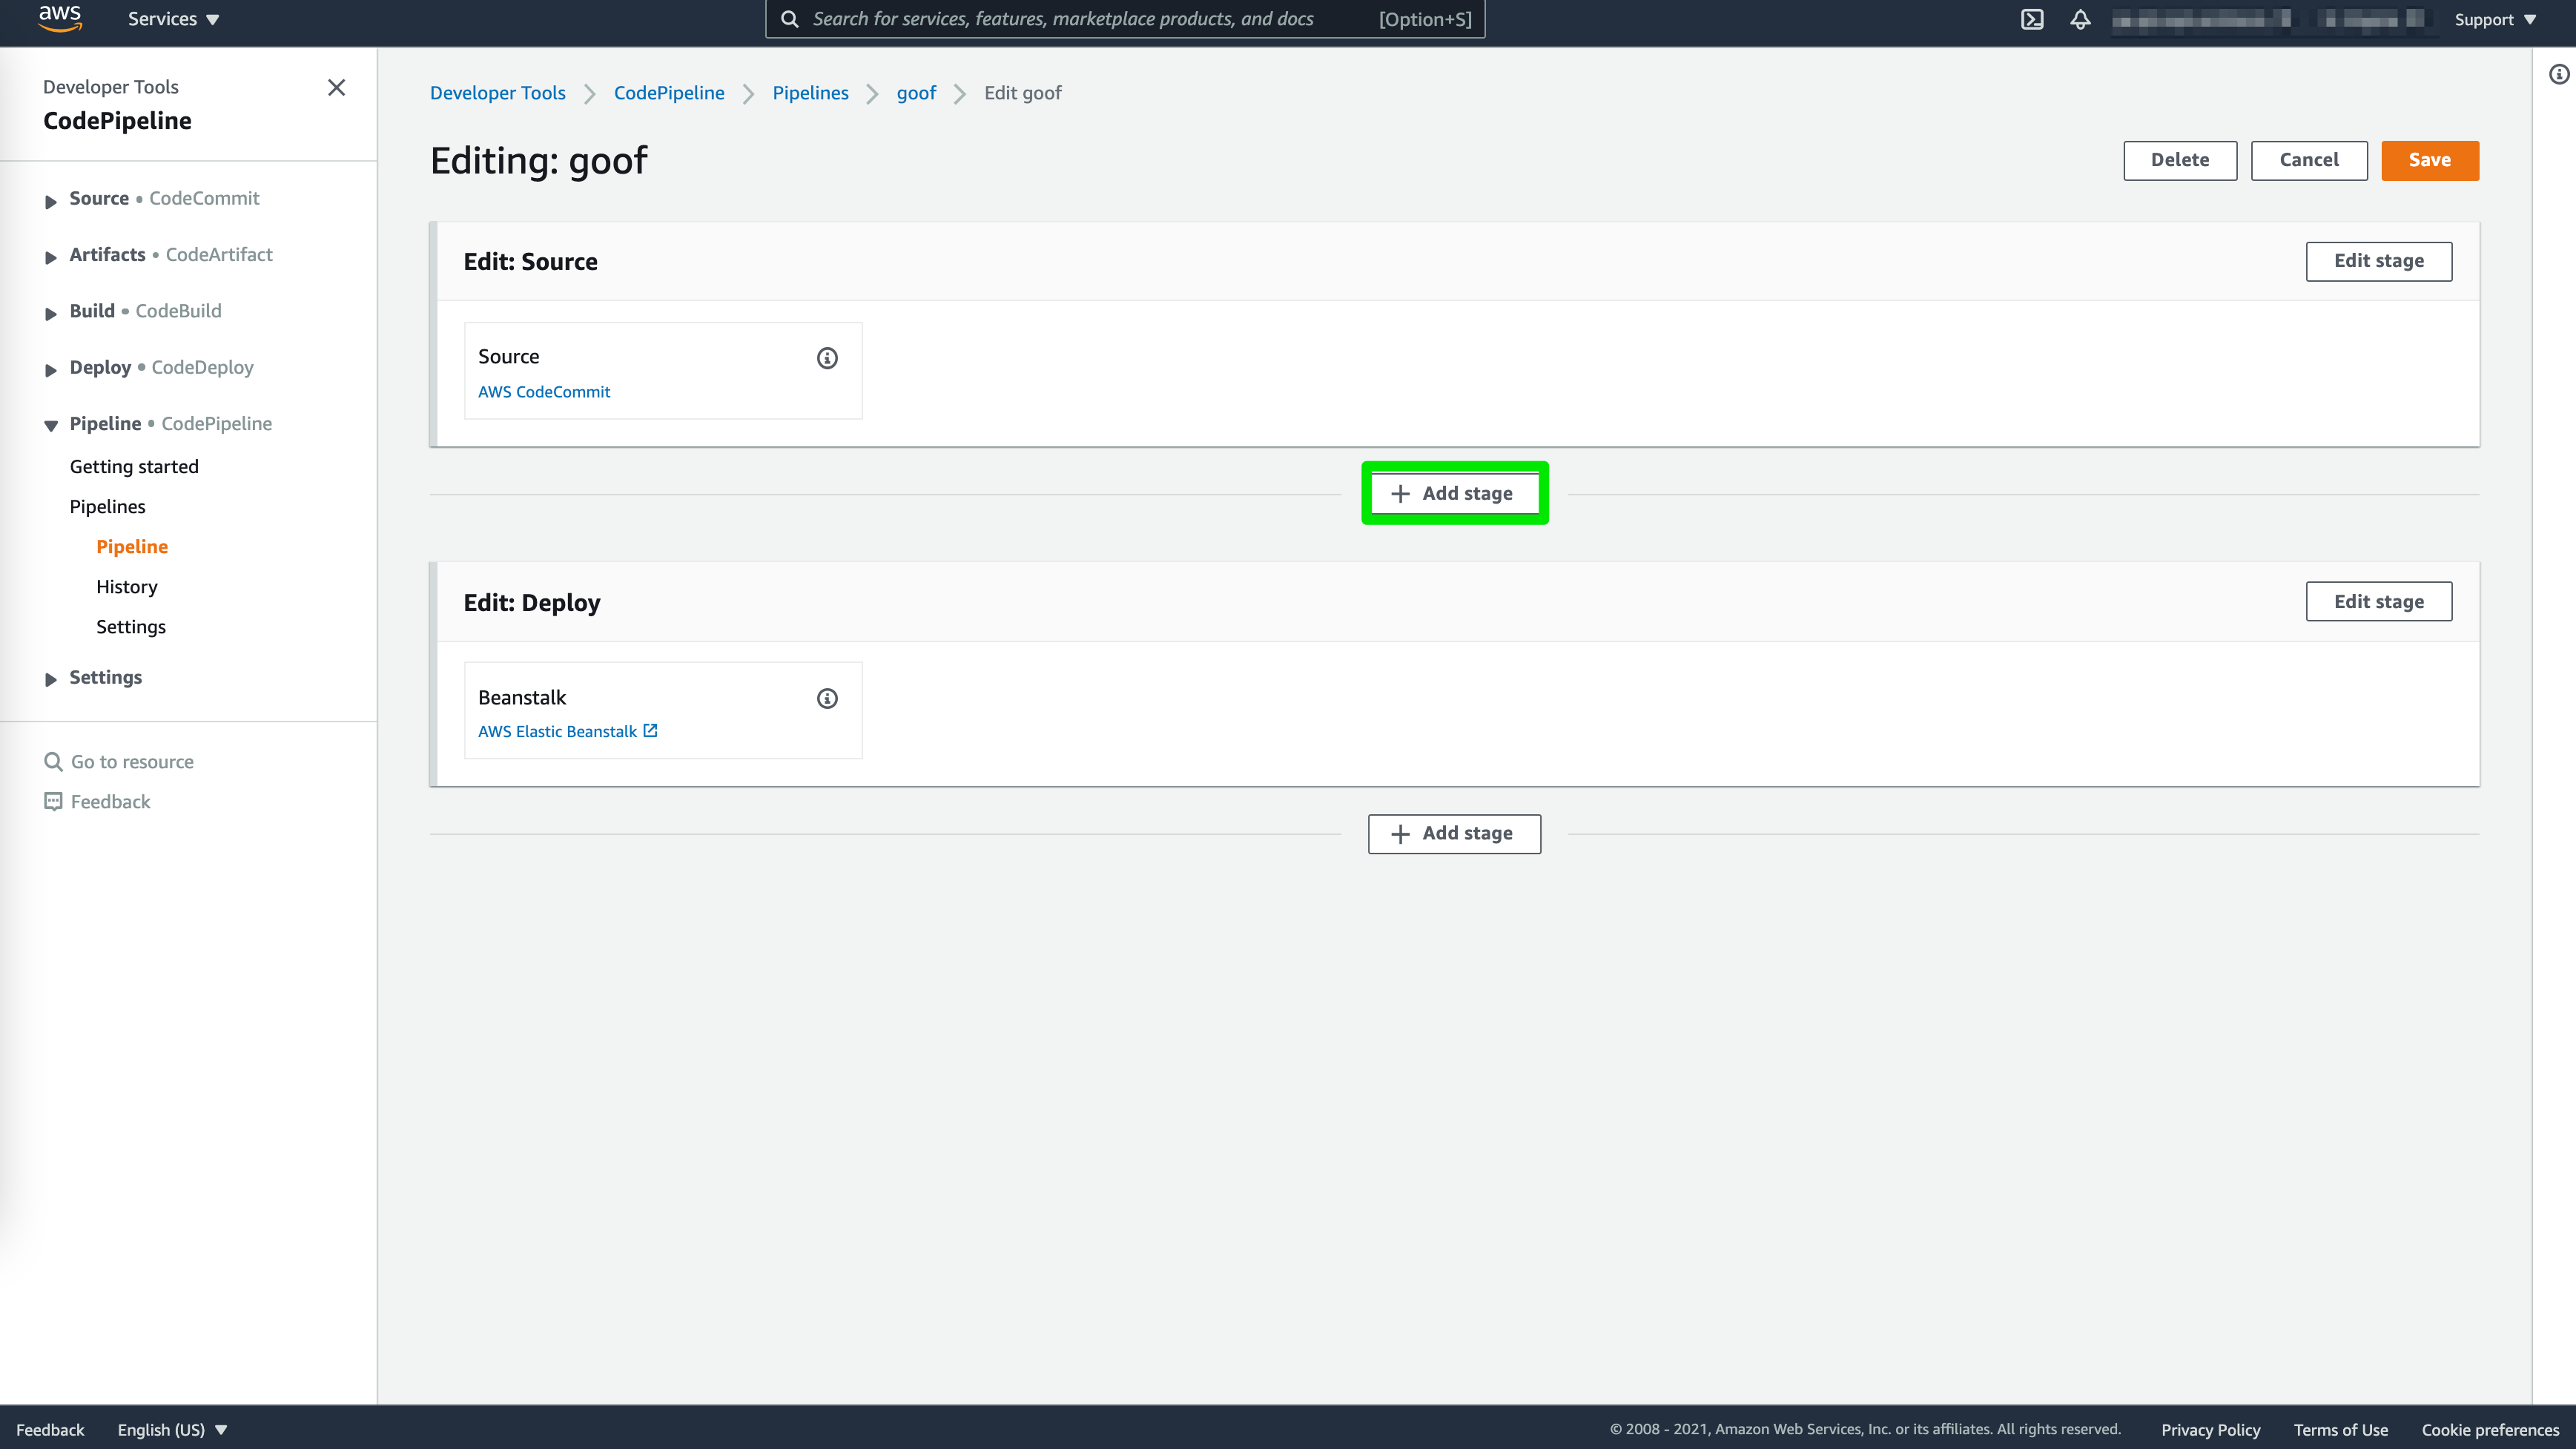 aws
Services ▼
Search for services, features, marketplace products, and docs [Option+S]
Support ▼
Developer Tools
CodePipeline
Source • CodeCommit
Artifacts • CodeArtifact
Build • CodeBuild
Deploy • CodeDeploy
Pipeline • CodePipeline
Getting started
Pipelines
Pipeline
History
Settings
Settings
Go to resource
Feedback
Developer Tools > CodePipeline > Pipelines > goof > Edit goof
Editing: goof
Delete
Cancel
Save
Edit: Source
Edit stage
Source
AWS CodeCommit
+ Add stage
Edit: Deploy
Edit stage
Beanstalk
AWS Elastic Beanstalk
+ Add stage
Feedback
English (US) ▼
© 2008 - 2021, Amazon Web Services, Inc. or its affiliates. All rights reserved.
Privacy Policy
Terms of Use
Cookie preferences